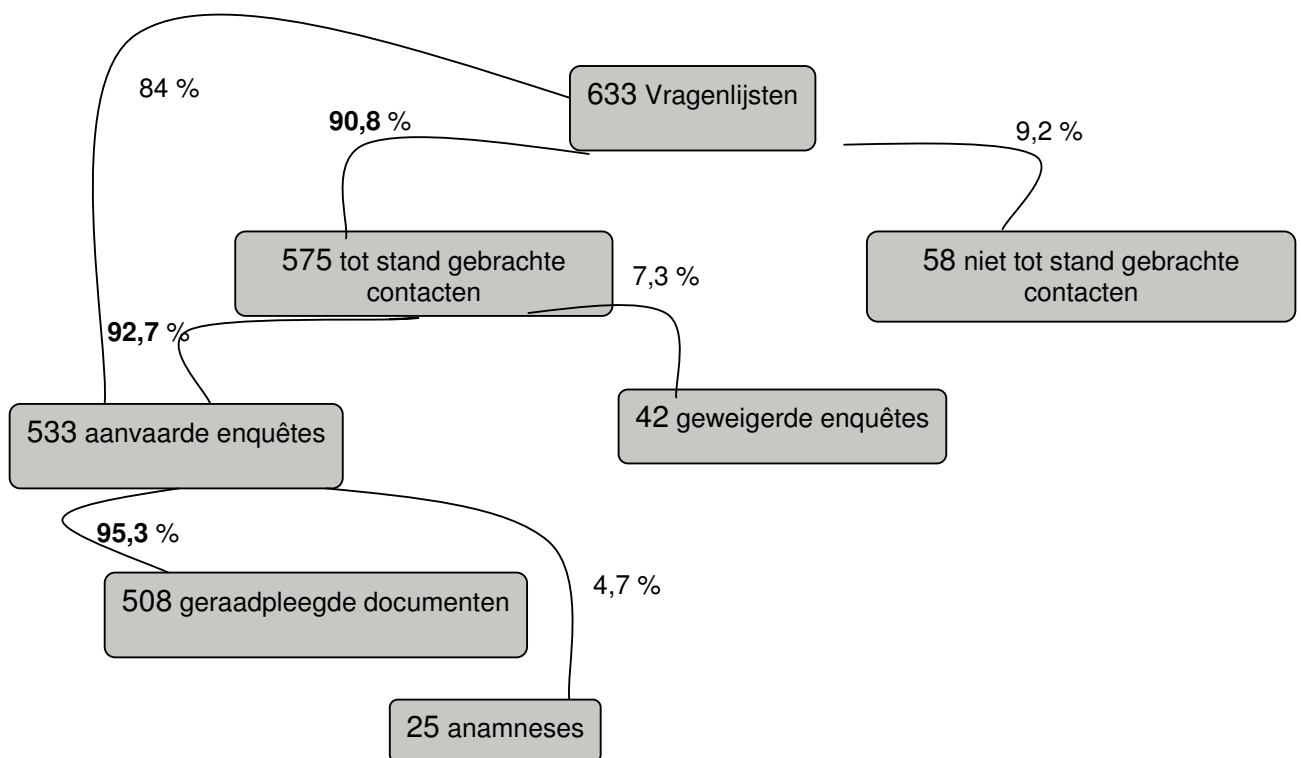 84 %
633 Vragenlijsten
90,8 %
9,2 %
575 tot stand gebrachte
contacten
7,3 %
58 niet tot stand gebrachte
contacten
92,7 %
533 aanvaarde enquêtes
42 geweigerde enquêtes
95,3 %
508 geraadpleegde documenten
4,7 %
25 anamneses